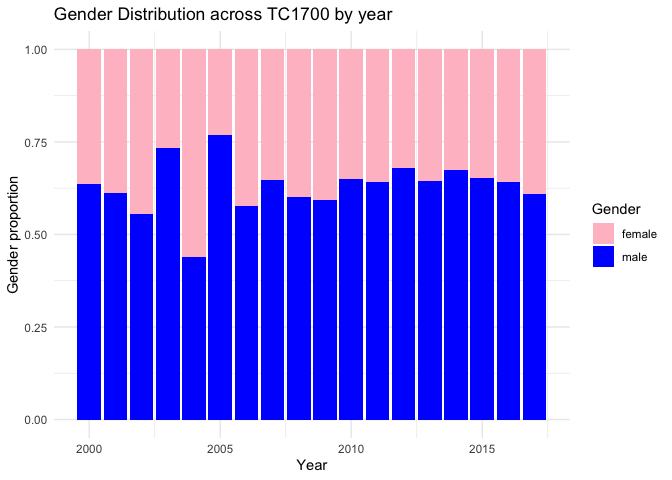 Gender Distribution across TC1700 by year
1.00
0.75
0.50
0.25
0.00
Gender proportion
2000 2005 2010 2015
Year
Gender
female
male